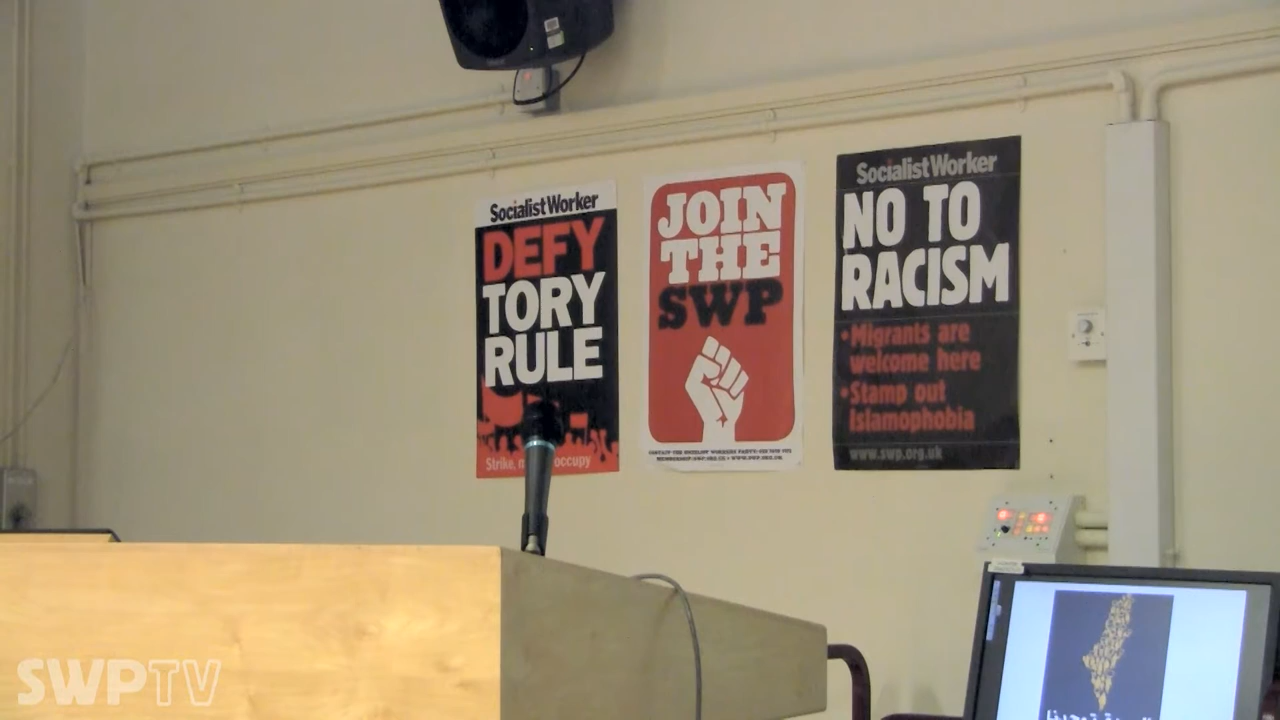 Socialist Worker
DEFY
TORY
RULE
Strike, occupy
JOIN
THE
SWP
Socialist Worker
NO TO
RACISM
•Migrants are
welcome here
•Stamp out
Islamophobia
www.swp.org.uk
SWPTV